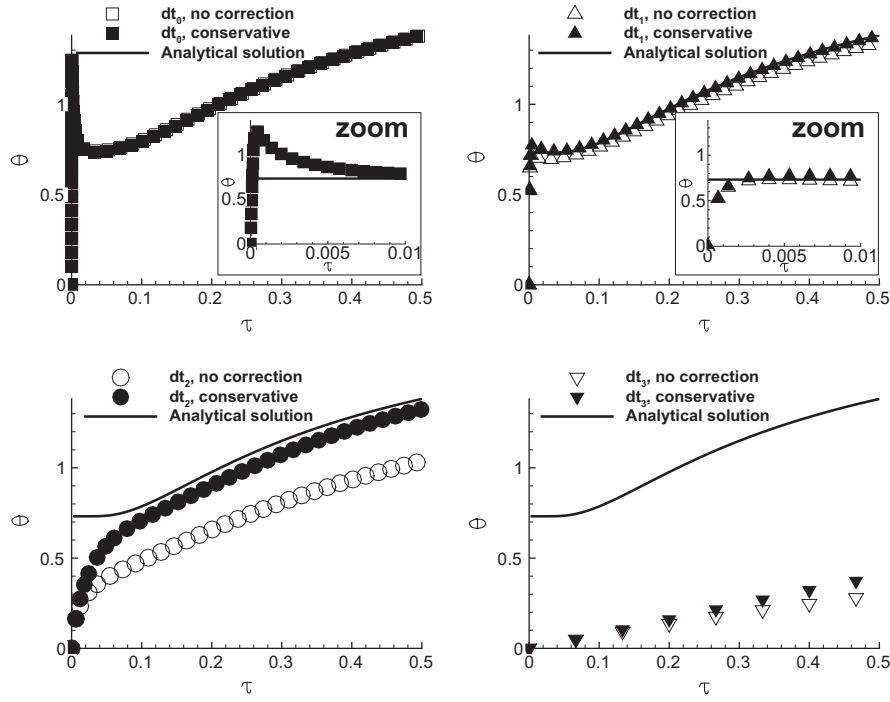 dt0, no correction
dt0, conservative
Analytical solution
θ
1
0.5
0
0 0.1 0.2 0.3 0.4 0.5
τ
zoom
θ
1
0.5
0
0 0.005 0.01
τ
dt1, no correction
dt1, conservative
Analytical solution
θ
1
0.5
0
0 0.1 0.2 0.3 0.4 0.5
τ
zoom
θ
1
0.5
0
0 0.005 0.01
τ
dt2, no correction
dt2, conservative
Analytical solution
θ
1
0.5
0
0 0.1 0.2 0.3 0.4 0.5
τ
dt3, no correction
dt3, conservative
Analytical solution
θ
1
0.5
0
0 0.1 0.2 0.3 0.4 0.5
τ